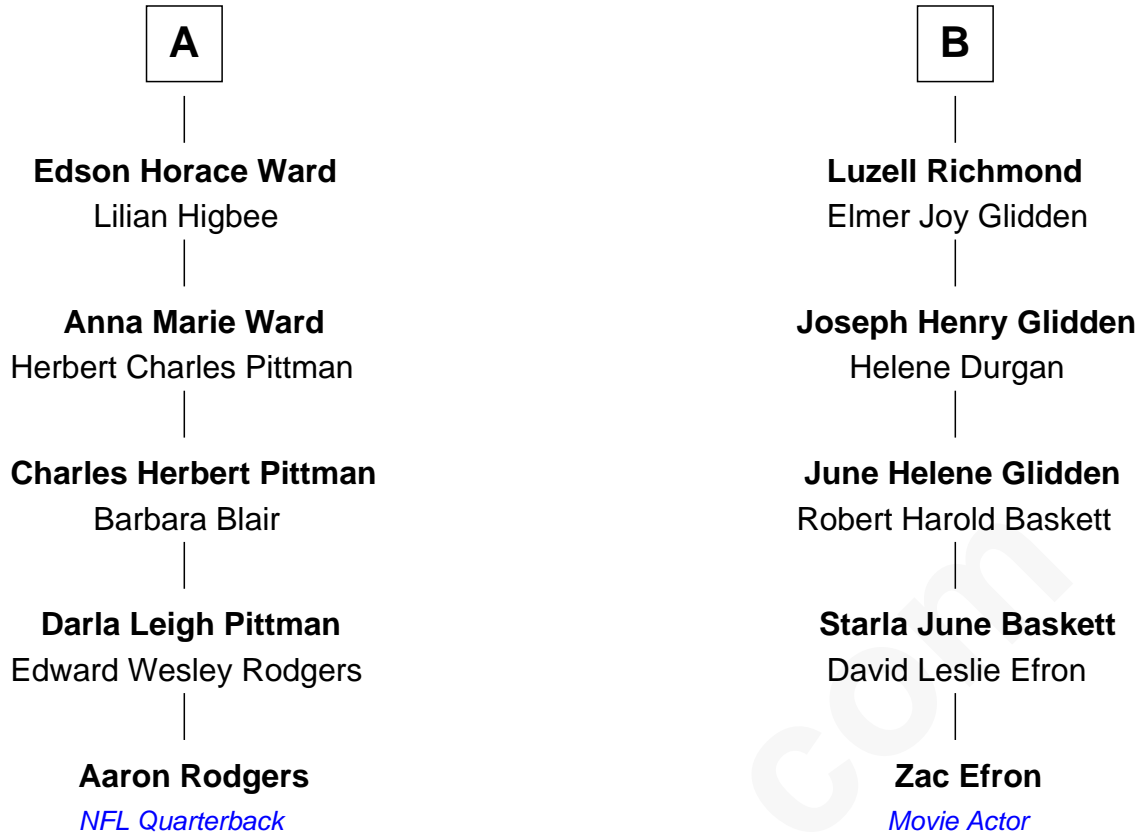 A
Edson Horace Ward
Lilian Higbee
Anna Marie Ward
Herbert Charles Pittman
Charles Herbert Pittman
Barbara Blair
Darla Leigh Pittman
Edward Wesley Rodgers
Aaron Rodgers
NFL Quarterback
B
Luzell Richmond
Elmer Joy Glidden
Joseph Henry Glidden
Helene Durgan
June Helene Glidden
Robert Harold Baskett
Starla June Baskett
David Leslie Efron
Zac Efron
Movie Actor
com